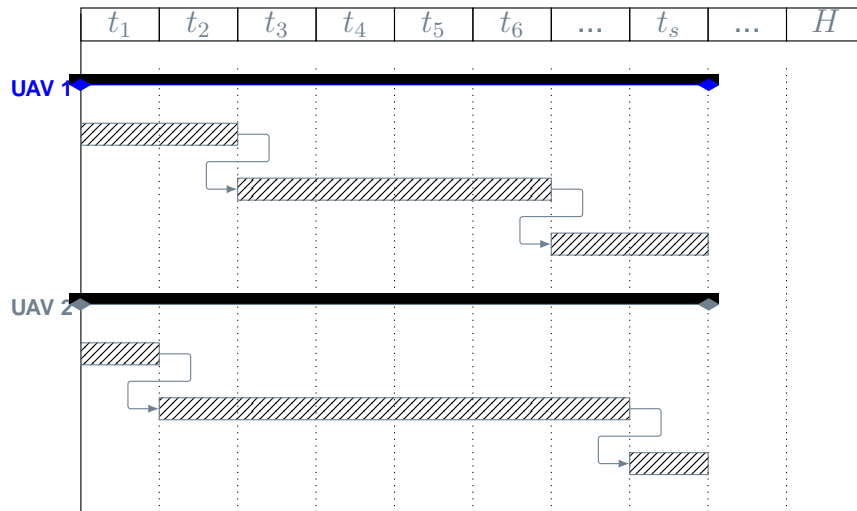 t₁ t₂ t₃ t₄ t₅ t₆ ... tₛ ... H
UAV 1
UAV 2